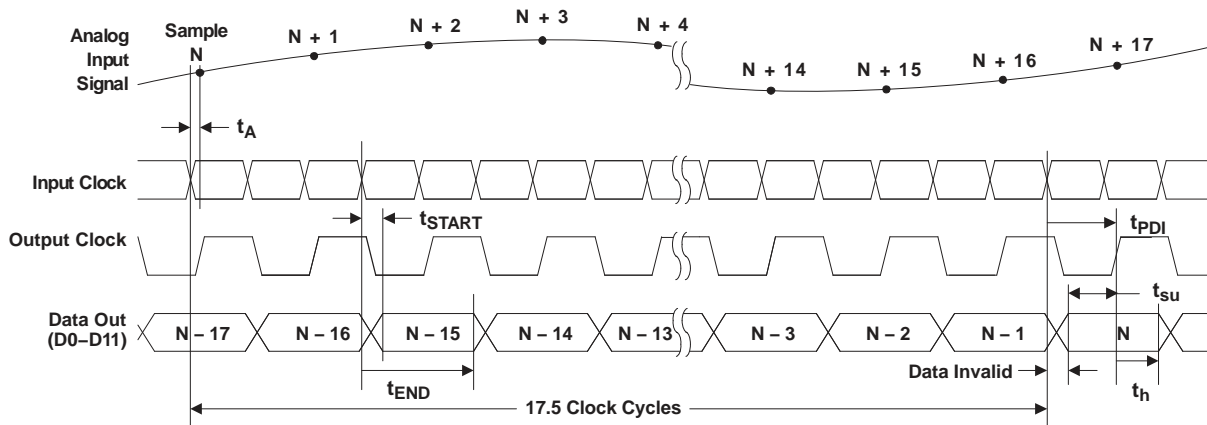 Analog
Input
Signal
Sample
N
N + 1
N + 2
N + 3
N + 4
N + 14
N + 15
N + 16
N + 17
tA
Input Clock
tSTART
Output Clock
tPDI
tsu
Data Out
(D0–D11)
N – 17
N – 16
N – 15
N – 14
N – 13
N – 3
N – 2
N – 1
N
tEND
Data Invalid
th
17.5 Clock Cycles